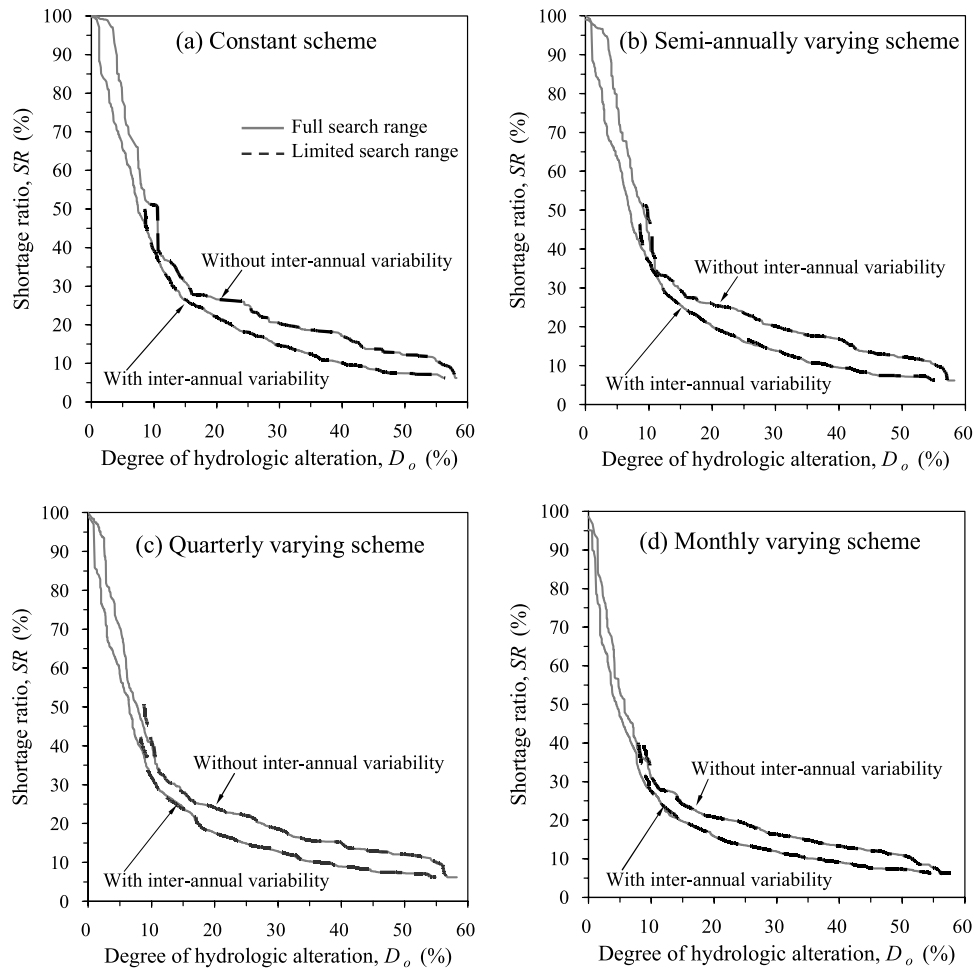 (a) Constant scheme
Shortage ratio, SR (%)
100
90
80
70
60
50
40
30
20
10
0
Full search range
Limited search range
Without inter-annual variability
With inter-annual variability
0 10 20 30 40 50 60
Degree of hydrologic alteration, D o (%)
(b) Semi-annually varying scheme
Shortage ratio, SR (%)
100
90
80
70
60
50
40
30
20
10
0
Without inter-annual variability
With inter-annual variability
0 10 20 30 40 50 60
Degree of hydrologic alteration, D o (%)
(c) Quarterly varying scheme
Shortage ratio, SR (%)
100
90
80
70
60
50
40
30
20
10
0
Without inter-annual variability
With inter-annual variability
0 10 20 30 40 50 60
Degree of hydrologic alteration, D o (%)
(d) Monthly varying scheme
Shortage ratio, SR (%)
100
90
80
70
60
50
40
30
20
10
0
Without inter-annual variability
With inter-annual variability
0 10 20 30 40 50 60
Degree of hydrologic alteration, D o (%)